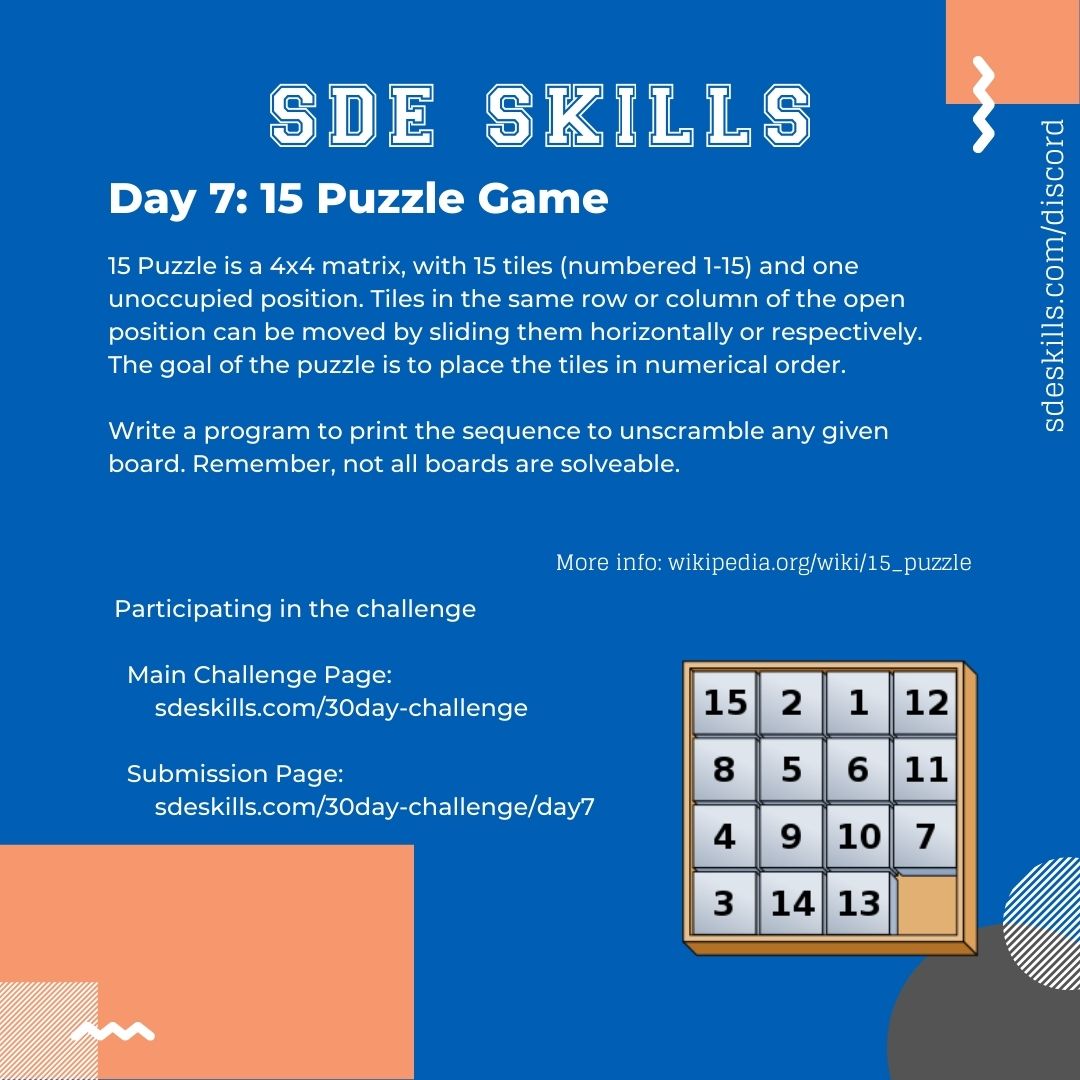 SDE SKILLS
Day 7: 15 Puzzle Game
15 Puzzle is a 4x4 matrix, with 15 tiles (numbered 1-15) and one
unoccupied position. Tiles in the same row or column of the open
position can be moved by sliding them horizontally or respectively.
The goal of the puzzle is to place the tiles in numerical order.
Write a program to print the sequence to unscramble any given
board. Remember, not all boards are solveable.
More info: wikipedia.org/wiki/15_puzzle
Participating in the challenge
Main Challenge Page:
sdeskills.com/30day-challenge
Submission Page:
sdeskills.com/30day-challenge/day7
15 2 1 12
8 5 6 11
4 9 10 7
3 14 13
sdeskills.com/discord